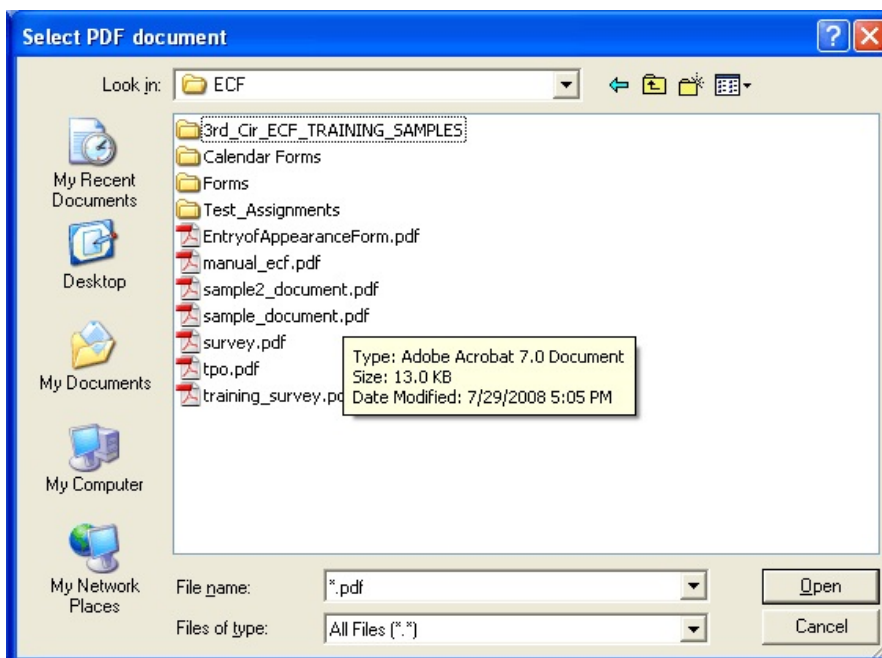 Select PDF document
Look in: ECF
My Recent
Documents
Desktop
My Documents
My Computer
My Network
Places
3rd_Cir_ECF_TRAINING_SAMPLES
Calendar Forms
Forms
Test_Assignments
EntryofAppearanceForm.pdf
manual_ecf.pdf
sample2_document.pdf
sample_document.pdf
survey.pdf
tpo.pdf
training_survey.pd
Type: Adobe Acrobat 7.0 Document
Size: 13.0 KB
Date Modified: 7/29/2008 5:05 PM
File name: *.pdf Open
Files of type: All Files (*.*) Cancel